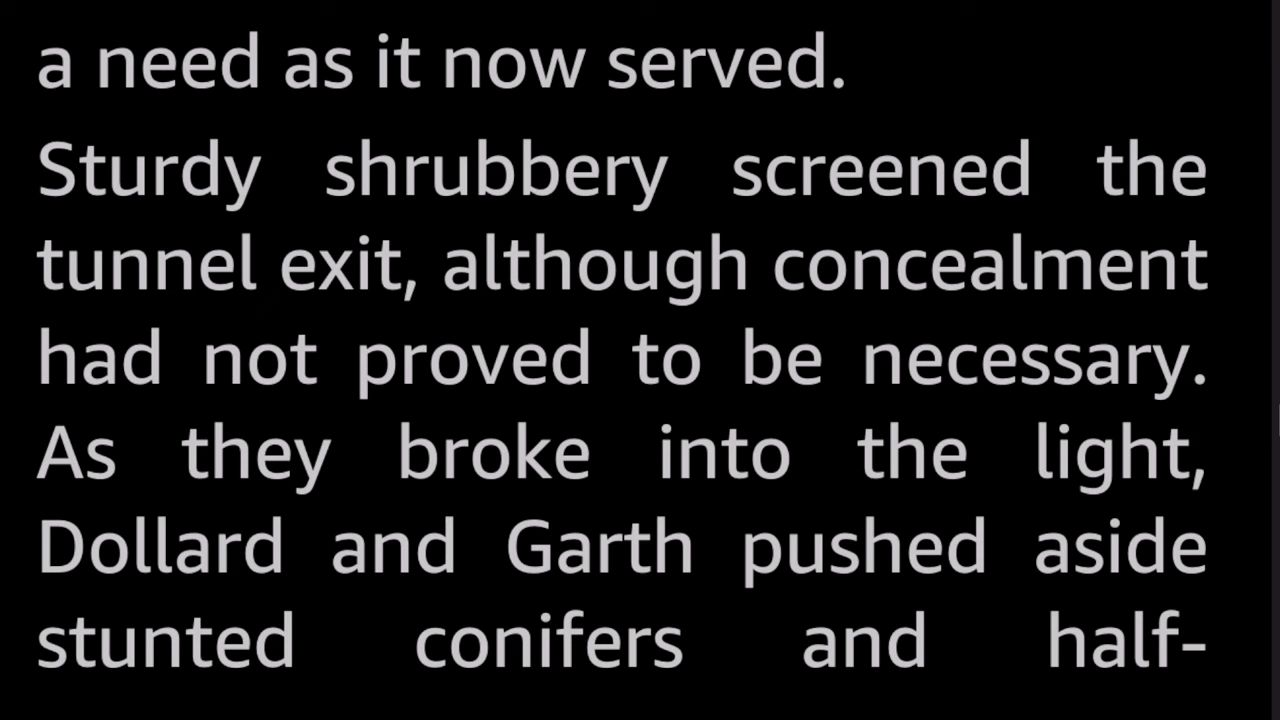 a need as it now served.
Sturdy shrubbery screened the
tunnel exit, although concealment
had not proved to be necessary.
As they broke into the light,
Dollard and Garth pushed aside
stunted conifers and half-